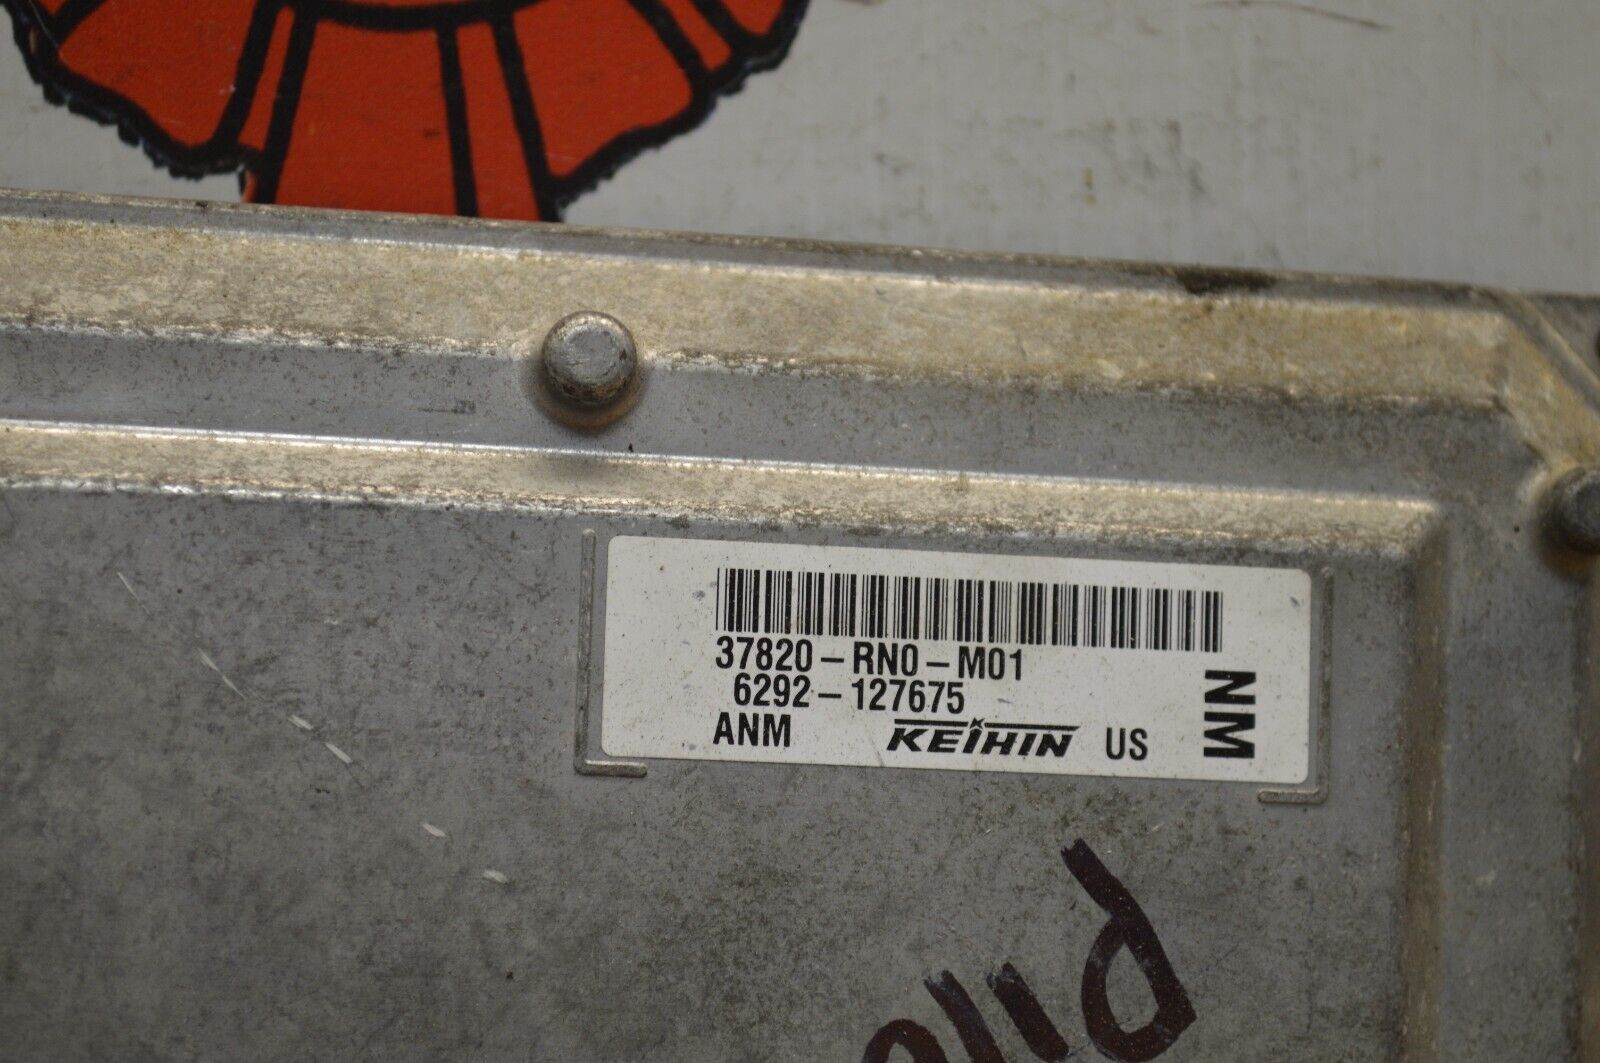 37820-RN0-M01
6292-127675
ANM KEIHIN US
NM